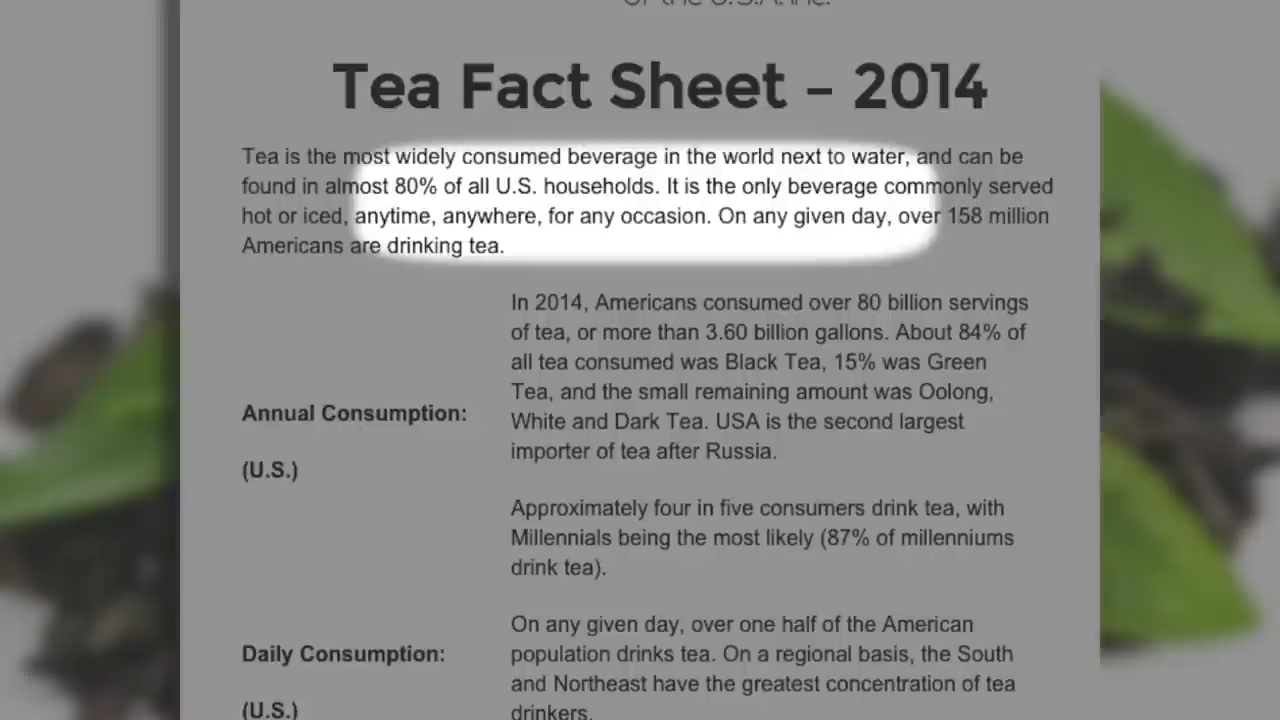 Tea Fact Sheet – 2014
Tea is the most widely consumed beverage in the world next to water, and can be
found in almost 80% of all U.S. households. It is the only beverage commonly served
hot or iced, anytime, anywhere, for any occasion. On any given day, over 158 million
Americans are drinking tea.
In 2014, Americans consumed over 80 billion servings
of tea, or more than 3.60 billion gallons. About 84% of
all tea consumed was Black Tea, 15% was Green
Tea, and the small remaining amount was Oolong,
White and Dark Tea. USA is the second largest
importer of tea after Russia.
Annual Consumption:
(U.S.)
Approximately four in five consumers drink tea, with
Millennials being the most likely (87% of millenniums
drink tea).
On any given day, over one half of the American
population drinks tea. On a regional basis, the South
and Northeast have the greatest concentration of tea
drinkers.
Daily Consumption:
(U.S.)